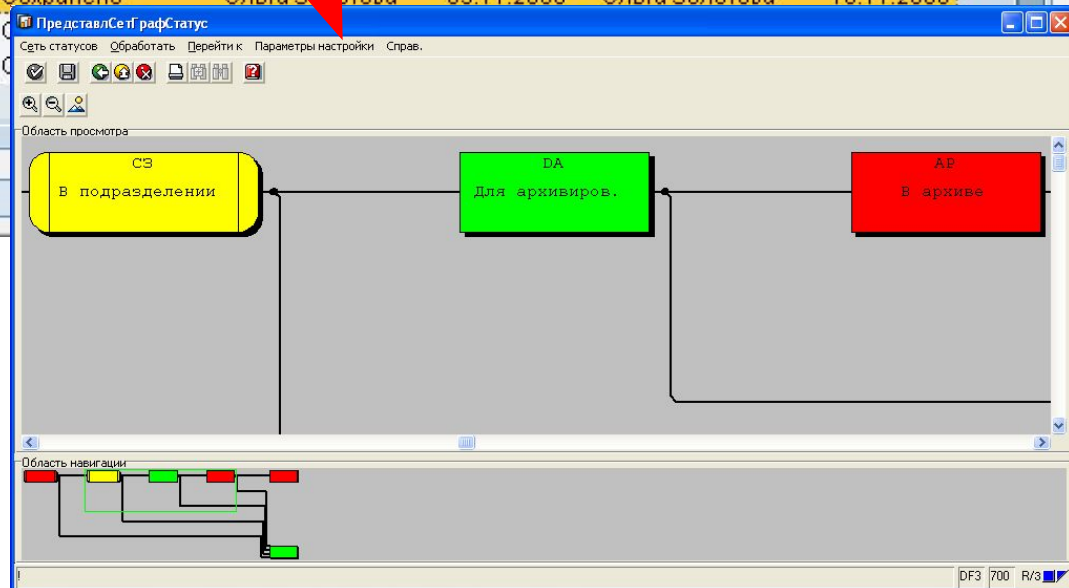 ПредставлСетГрафСтатус
Сеть статусов Обработать Перейти к Параметры настройки Справ.
Область просмотра
СЗ
В подразделении
DA
Для архивиров.
АР
В архиве
Область навигации
DF3 700 R/3